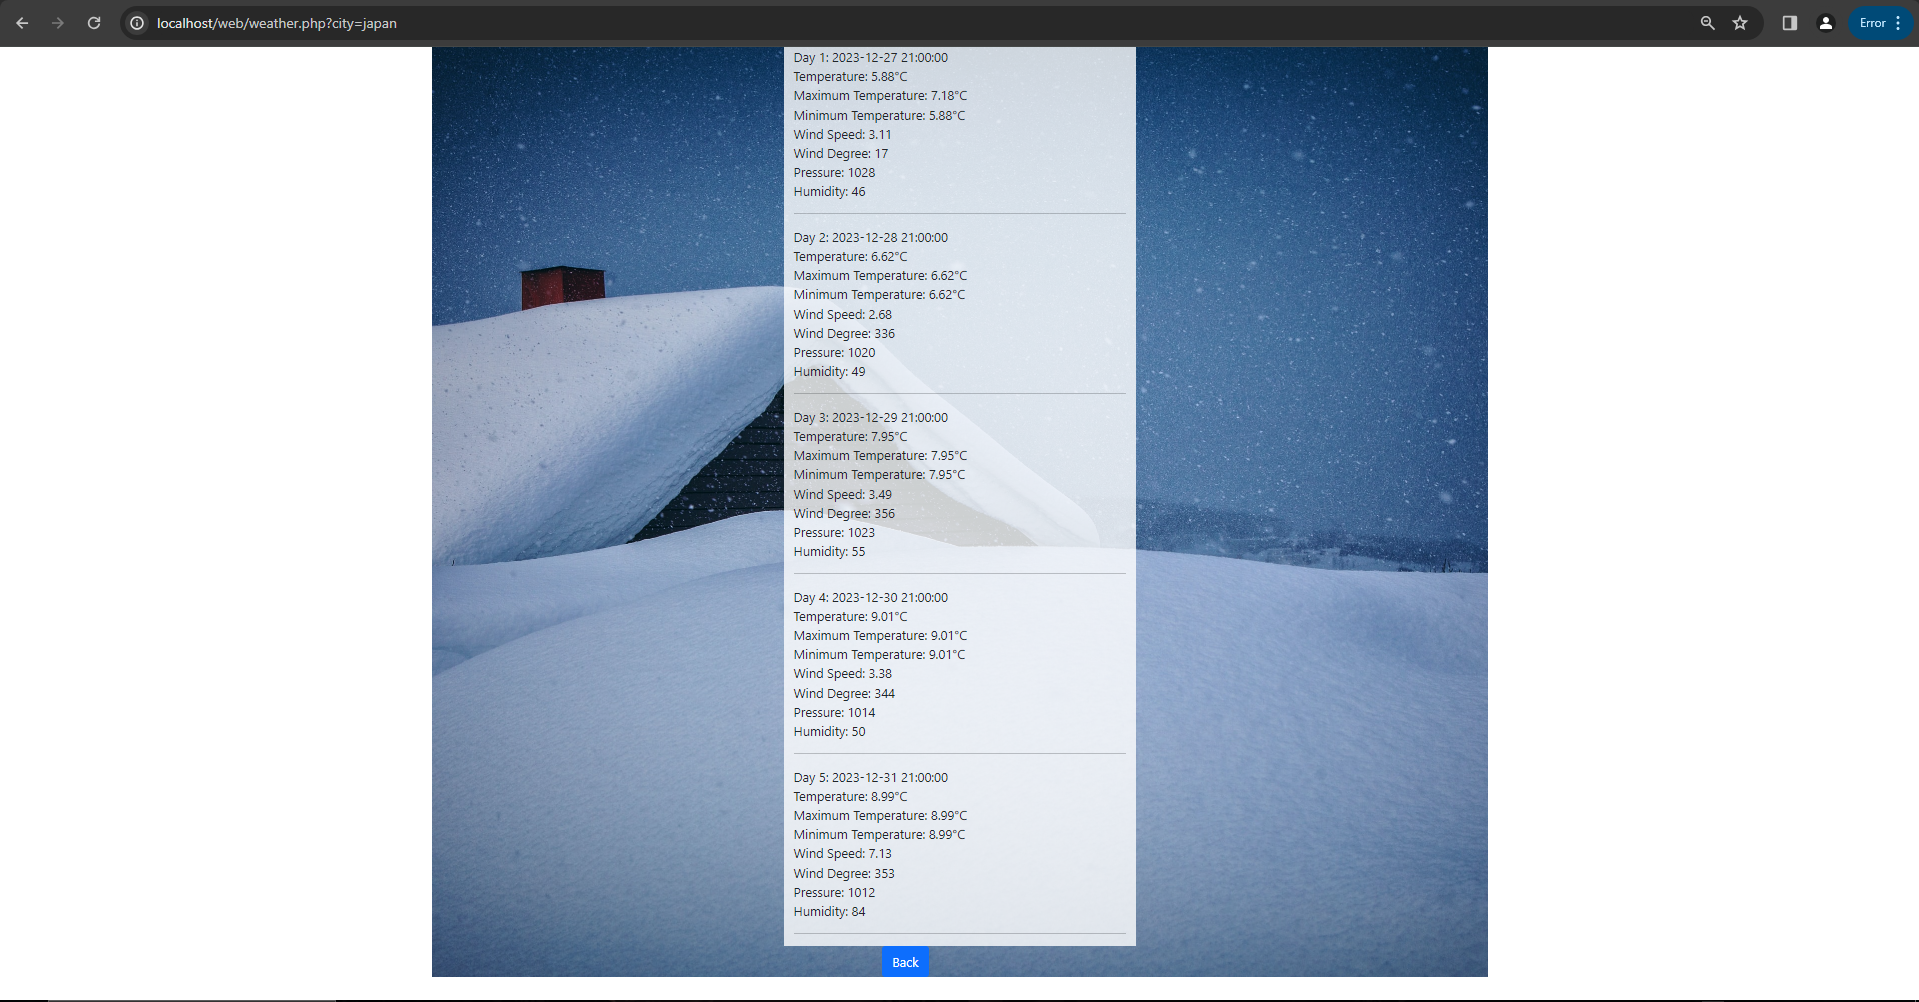 localhost/web/weather.php?city=japan
Error
Day 1: 2023-12-27 21:00:00
Temperature: 5.88°C
Maximum Temperature: 7.18°C
Minimum Temperature: 5.88°C
Wind Speed: 3.11
Wind Degree: 17
Pressure: 1028
Humidity: 46
Day 2: 2023-12-28 21:00:00
Temperature: 6.62°C
Maximum Temperature: 6.62°C
Minimum Temperature: 6.62°C
Wind Speed: 2.68
Wind Degree: 336
Pressure: 1020
Humidity: 49
Day 3: 2023-12-29 21:00:00
Temperature: 7.95°C
Maximum Temperature: 7.95°C
Minimum Temperature: 7.95°C
Wind Speed: 3.49
Wind Degree: 356
Pressure: 1023
Humidity: 55
Day 4: 2023-12-30 21:00:00
Temperature: 9.01°C
Maximum Temperature: 9.01°C
Minimum Temperature: 9.01°C
Wind Speed: 3.38
Wind Degree: 344
Pressure: 1014
Humidity: 50
Day 5: 2023-12-31 21:00:00
Temperature: 8.99°C
Maximum Temperature: 8.99°C
Minimum Temperature: 8.99°C
Wind Speed: 7.13
Wind Degree: 353
Pressure: 1012
Humidity: 84
Back